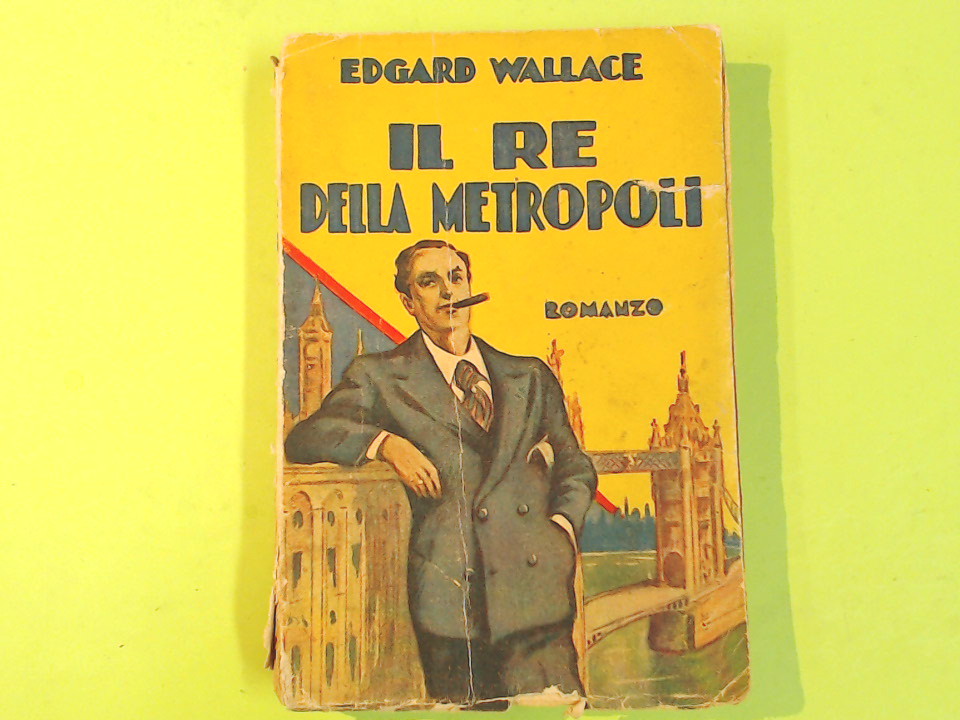 EDGARD WALLACE
IL RE
DELLA METROPOLI
ROMANZO